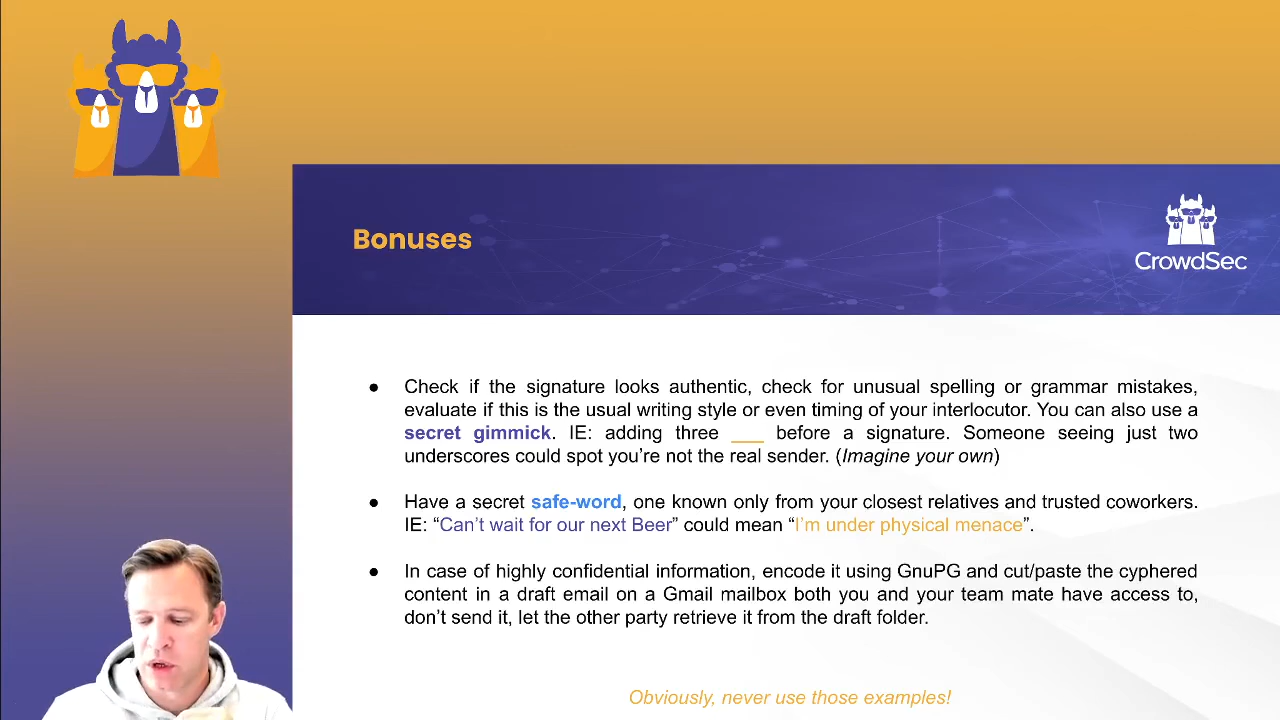 Bonuses
CrowdSec
● Check if the signature looks authentic, check for unusual spelling or grammar mistakes,
evaluate if this is the usual writing style or even timing of your interlocutor. You can also use a
secret gimmick. IE: adding three ___ before a signature. Someone seeing just two
underscores could spot you're not the real sender. (Imagine your own)
● Have a secret safe-word, one known only from your closest relatives and trusted coworkers.
IE: “Can't wait for our next Beer” could mean “I'm under physical menace”.
● In case of highly confidential information, encode it using GnuPG and cut/paste the cyphered
content in a draft email on a Gmail mailbox both you and your team mate have access to,
don't send it, let the other party retrieve it from the draft folder.
Obviously, never use those examples!